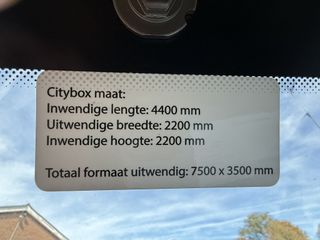 Citybox maat:
Inwendige lengte: 4400 mm
Uitwendige breedte: 2200 mm
Inwendige hoogte: 2200 mm
Totaal formaat uitwendig: 7500 x 3500 mm